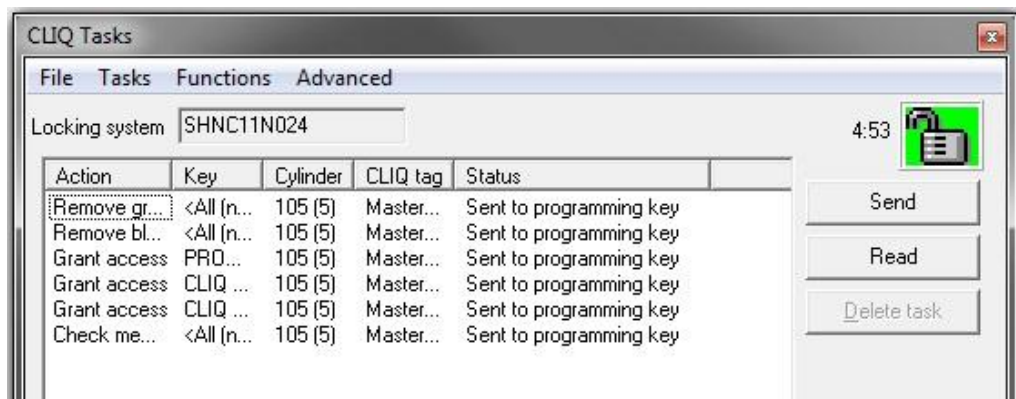 CLIQ Tasks
File Tasks Functions Advanced
Locking system SHNC11N024 4:53
Action Key Cylinder CLIQ tag Status
Remove gr... <All (n... 105 (5) Master... Sent to programming key
Remove bl... <All (n... 105 (5) Master... Sent to programming key
Grant access PRO... 105 (5) Master... Sent to programming key
Grant access CLIQ ... 105 (5) Master... Sent to programming key
Grant access CLIQ ... 105 (5) Master... Sent to programming key
Check me... <All (n... 105 (5) Master... Sent to programming key
Send
Read
Delete task